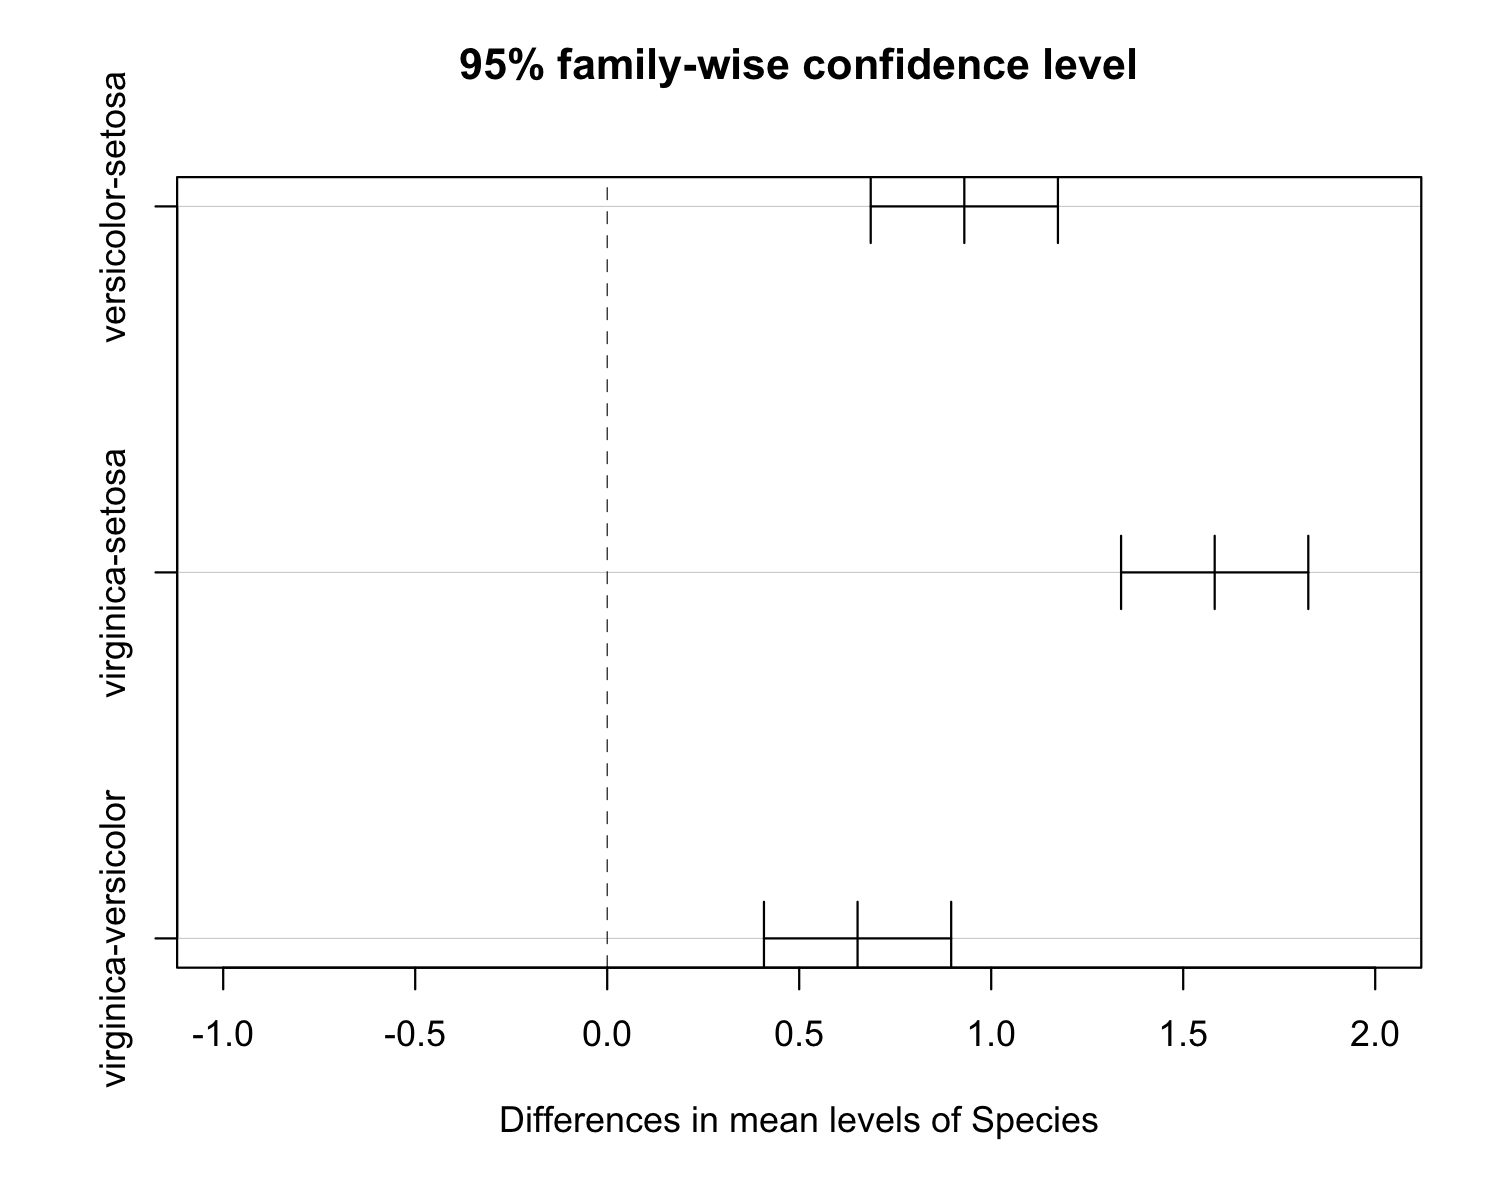 95% family-wise confidence level
versicolor-setosa
virginica-setosa
virginica-versicolor
-1.0 -0.5 0.0 0.5 1.0 1.5 2.0
Differences in mean levels of Species